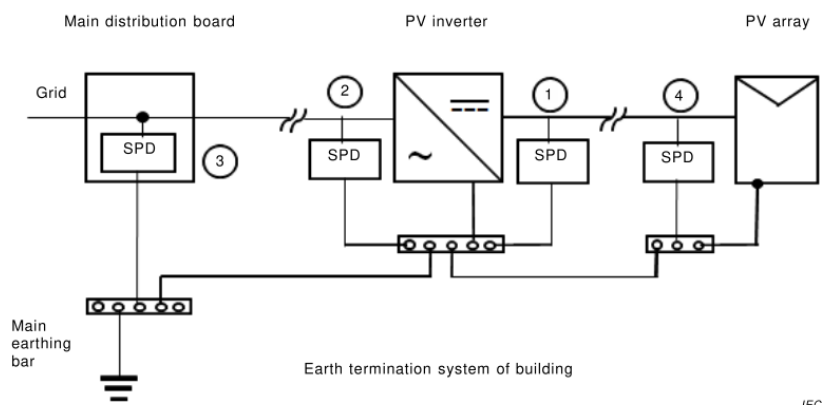 Main distribution board
PV inverter
PV array
Grid
2
1
4
SPD
3
SPD
SPD
SPD
~
Main
earthing
bar
Earth termination system of building
IEC